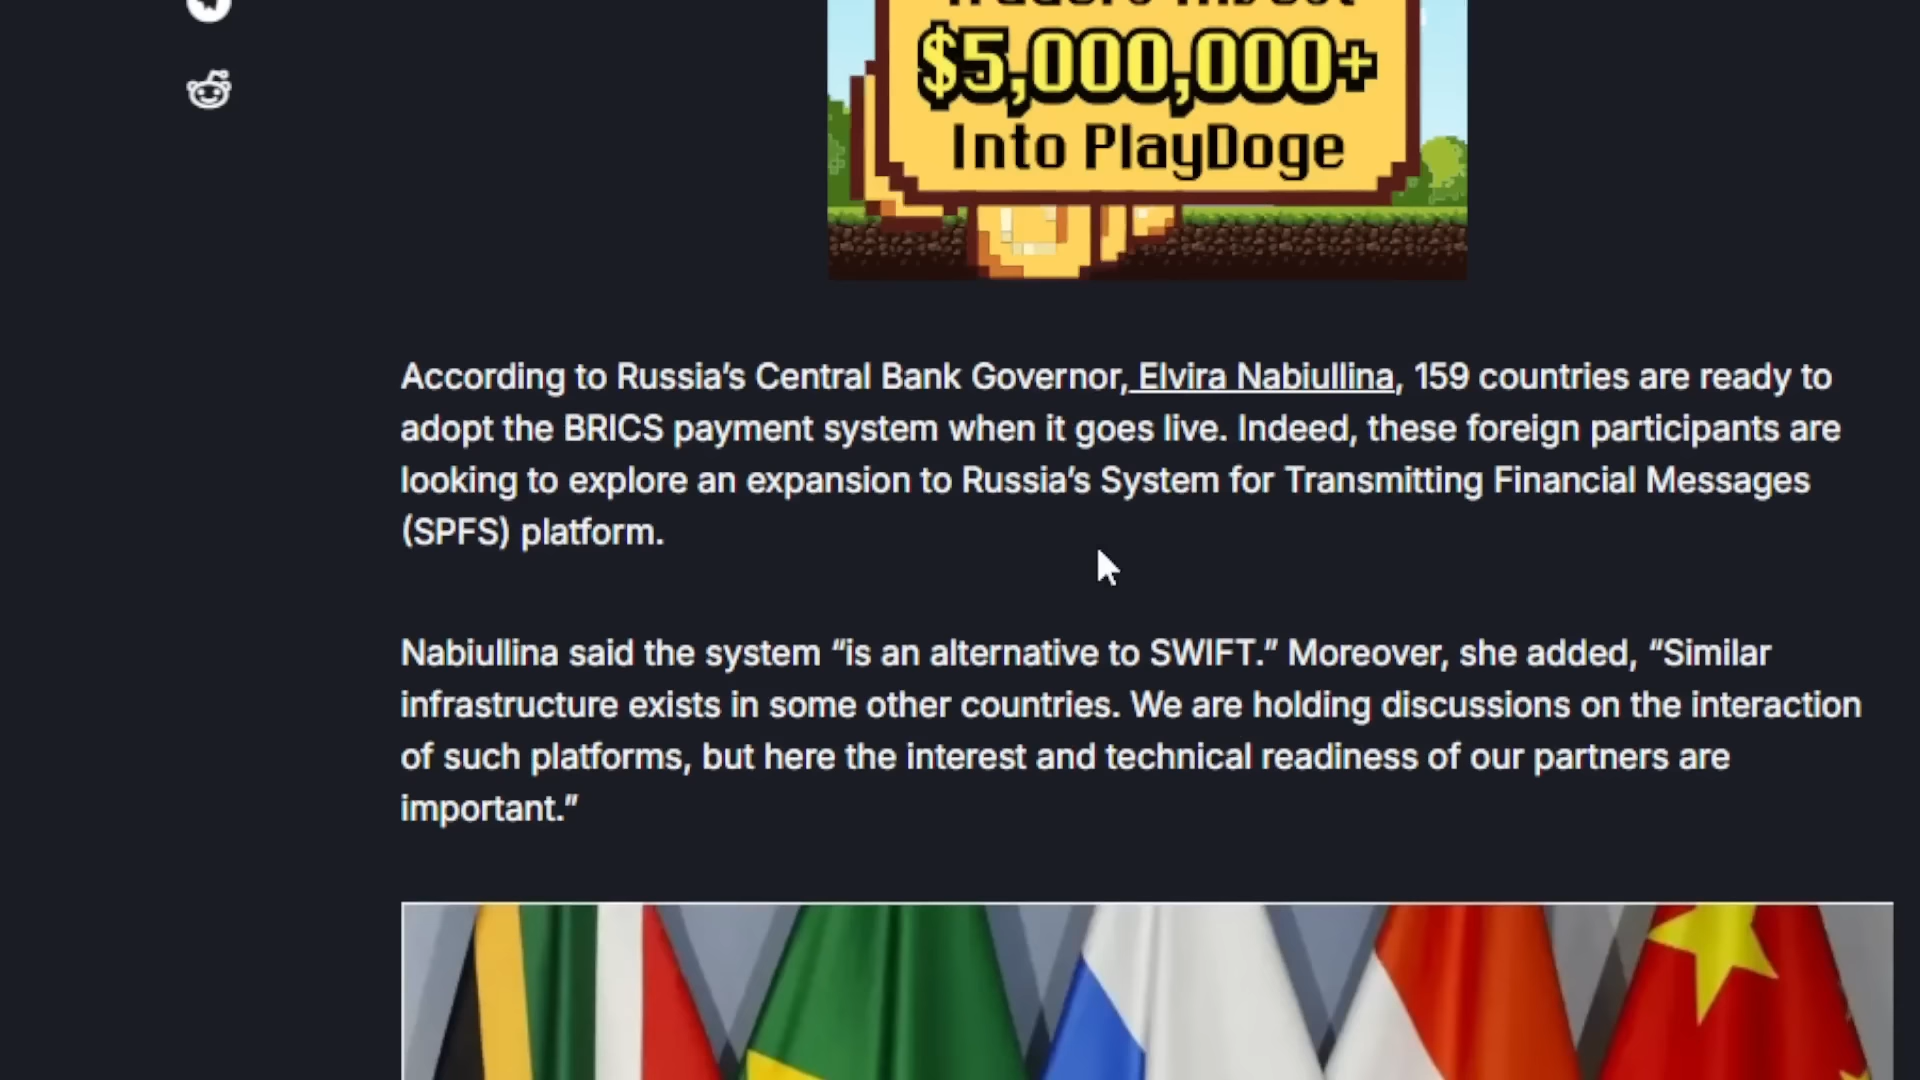 $5,000,000+
Into PlayDoge
According to Russia’s Central Bank Governor, Elvira Nabiullina, 159 countries are ready to
adopt the BRICS payment system when it goes live. Indeed, these foreign participants are
looking to explore an expansion to Russia’s System for Transmitting Financial Messages
(SPFS) platform.
Nabiullina said the system “is an alternative to SWIFT.” Moreover, she added, “Similar
infrastructure exists in some other countries. We are holding discussions on the interaction
of such platforms, but here the interest and technical readiness of our partners are
important.”